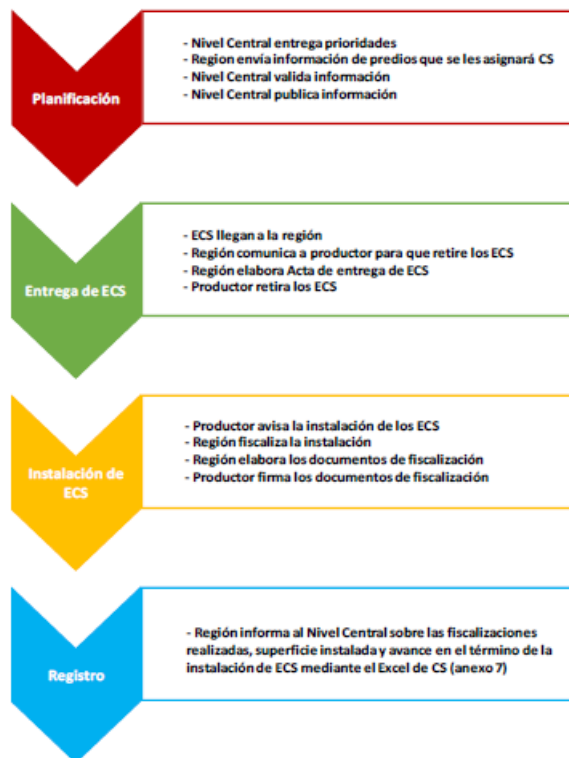 Planificación
- Nivel Central entrega prioridades
- Region envía información de predios que se les asignará CS
- Nivel Central valida información
- Nivel Central publica información
Entrega de ECS
- ECS llegan a la región
- Región comunica a productor para que retire los ECS
- Región elabora Acta de entrega de ECS
- Productor retira los ECS
Instalación de
ECS
- Productor avisa la instalación de los ECS
- Región fiscaliza la instalación
- Región elabora los documentos de fiscalización
- Productor firma los documentos de fiscalización
Registro
- Región informa al Nivel Central sobre las fiscalizaciones
realizadas, superficie instalada y avance en el término de la
instalación de ECS mediante el Excel de CS (anexo 7)